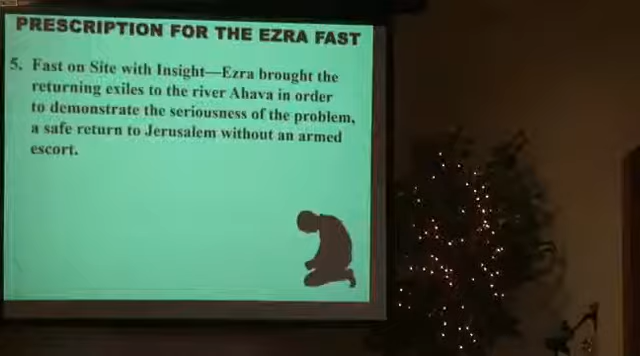 PRESCRIPTION FOR THE EZRA FAST
5. Fast on Site with Insight—Ezra brought the
returning exiles to the river Ahava in order
to demonstrate the seriousness of the problem,
a safe return to Jerusalem without an armed
escort.